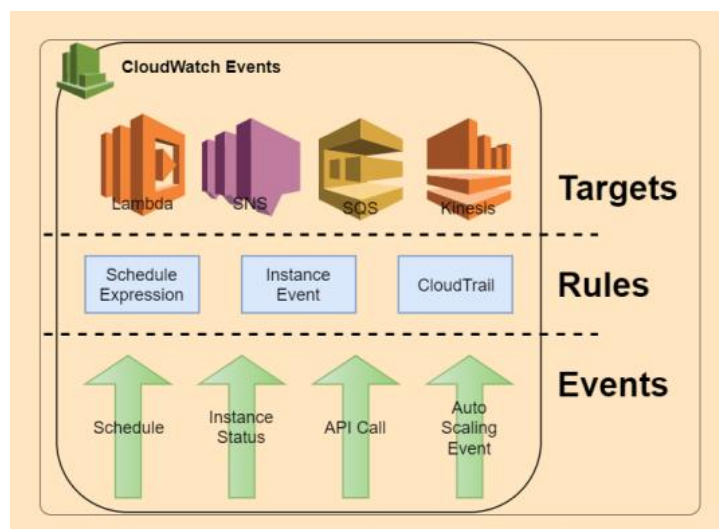 CloudWatch Events
Lambda
SNS
SQS
Kinesis
Targets
Schedule
Expression
Instance
Event
CloudTrail
Rules
Events
Schedule
Instance
Status
API Call
Auto
Scaling
Event